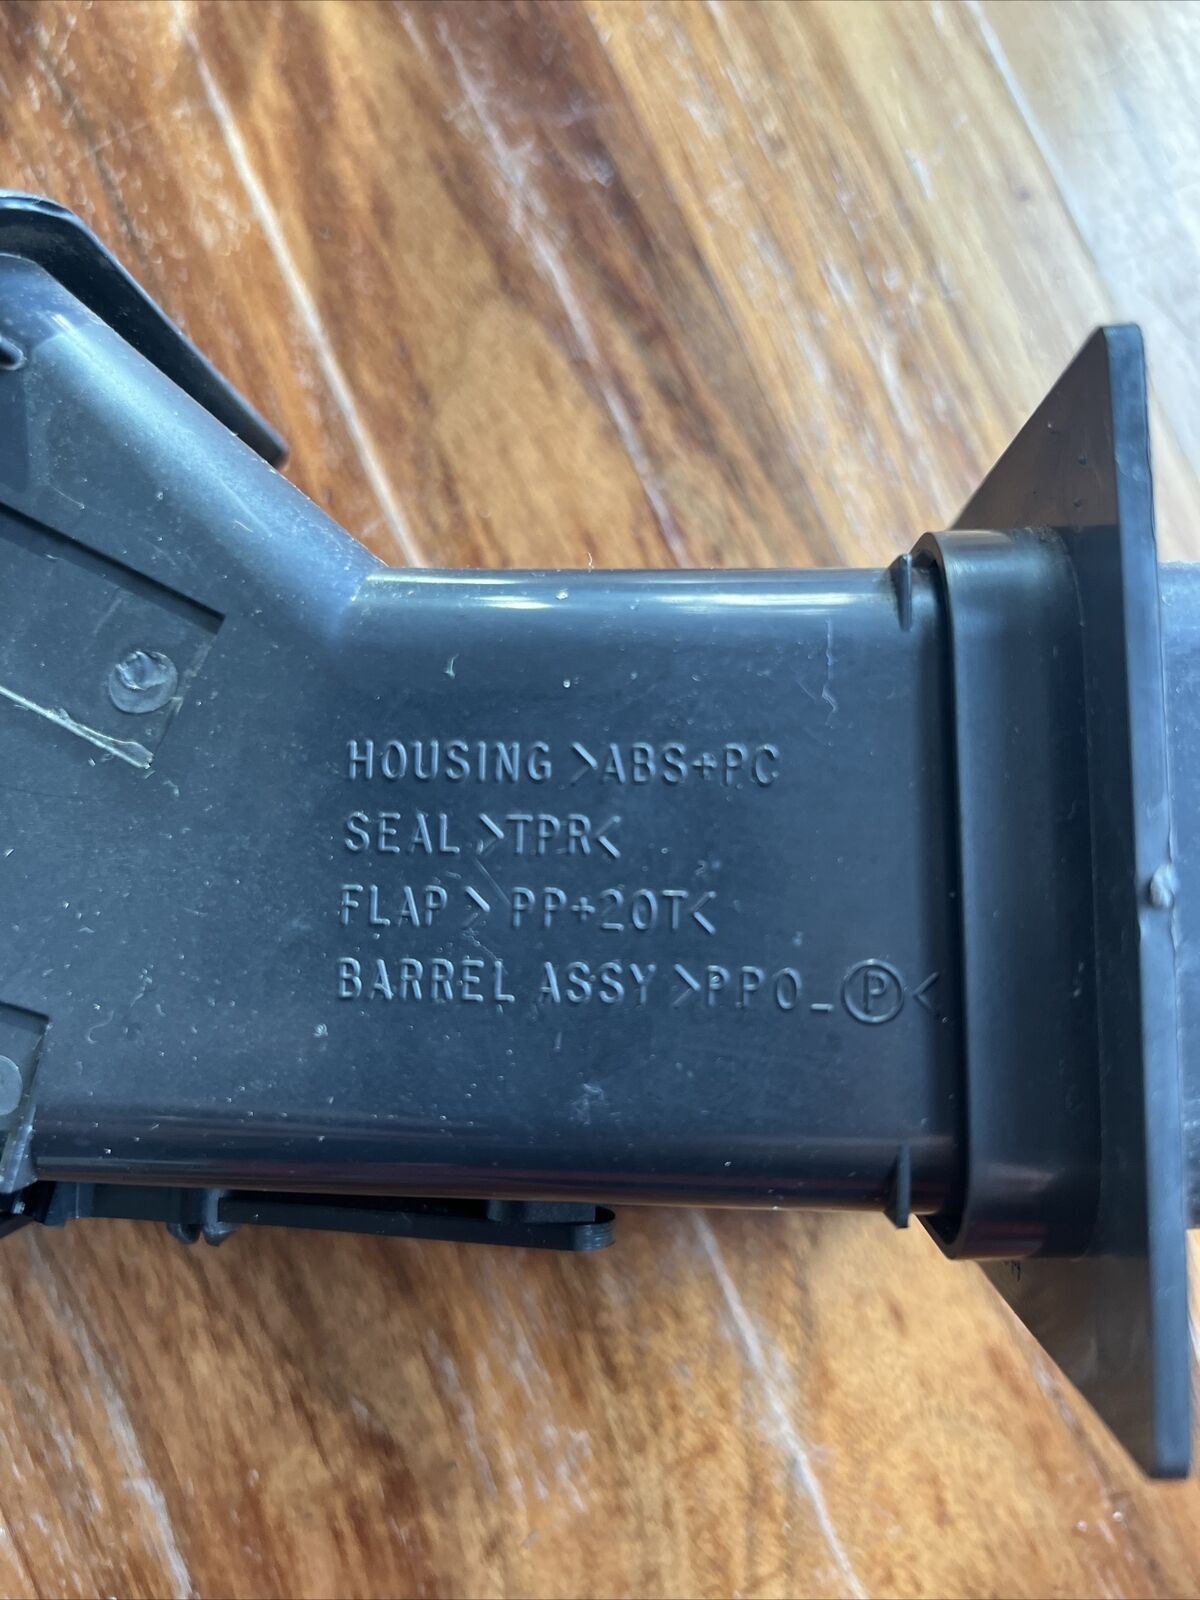 HOUSING >ABS+PC
SEAL >TPR<
FLAP > PP+20T<
BARREL ASSY >PPO_Ⓟ<